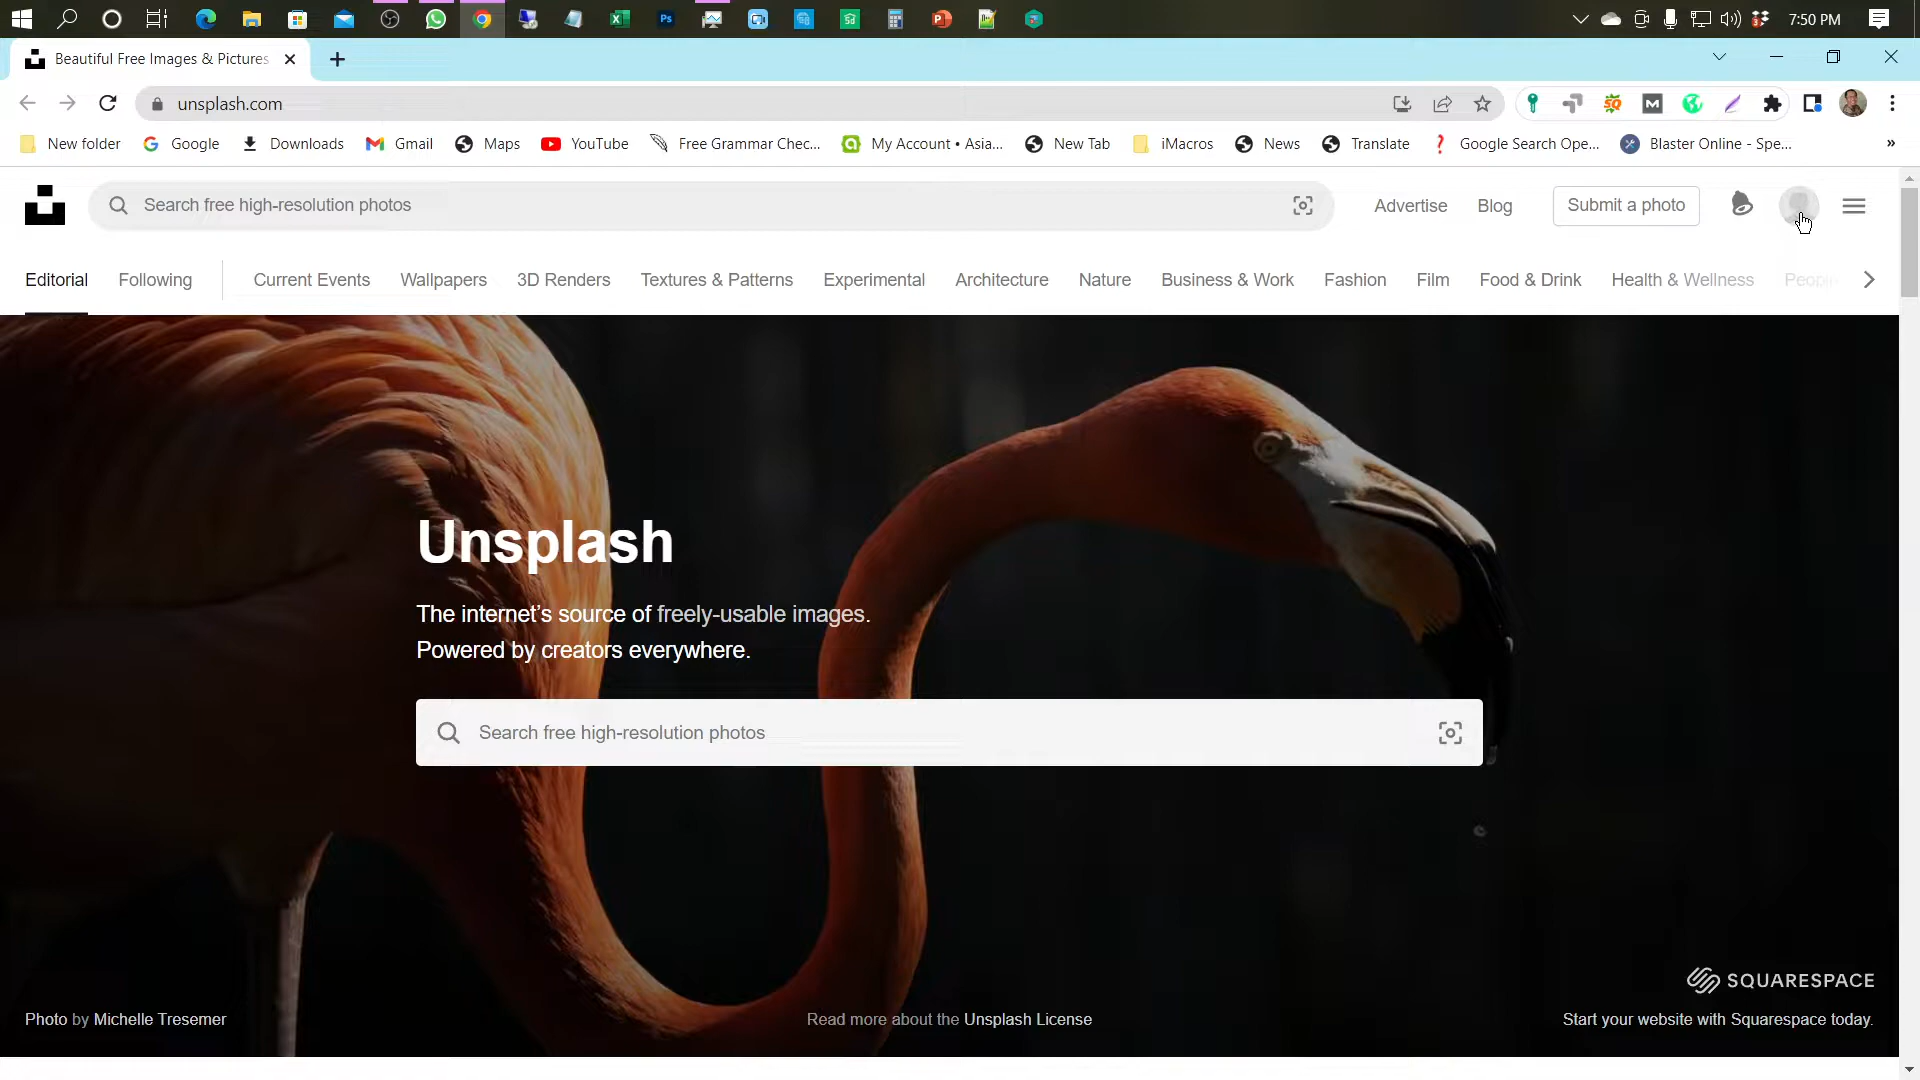 7:50 PM
Beautiful Free Images & Pictures
unsplash.com
New folder
Google
Downloads
Gmail
Maps
YouTube
Free Grammar Chec...
My Account • Asia...
New Tab
iMacros
News
Translate
Google Search Ope...
Blaster Online - Spe...
»
Search free high-resolution photos
Advertise
Blog
Submit a photo
Editorial
Following
Current Events
Wallpapers
3D Renders
Textures & Patterns
Experimental
Architecture
Nature
Business & Work
Fashion
Film
Food & Drink
Health & Wellness
Unsplash
The internet’s source of freely-usable images.
Powered by creators everywhere.
Search free high-resolution photos
SQUARESPACE
Photo by Michelle Tresemer
Read more about the Unsplash License
Start your website with Squarespace today.